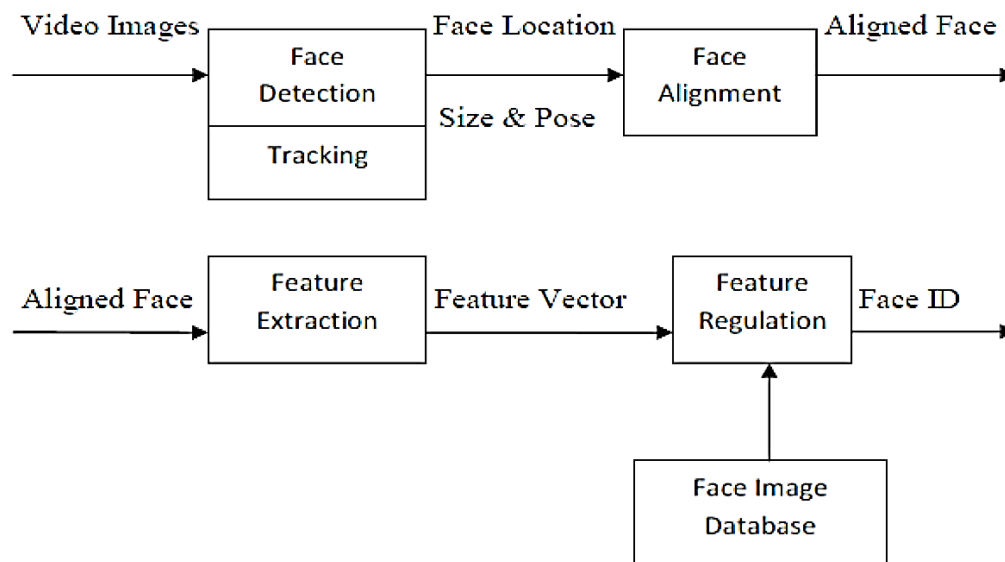 Video Images
Face
Detection
Tracking
Face Location
Size & Pose
Face
Alignment
Aligned Face
Aligned Face
Feature
Extraction
Feature Vector
Feature
Regulation
Face ID
Face Image
Database